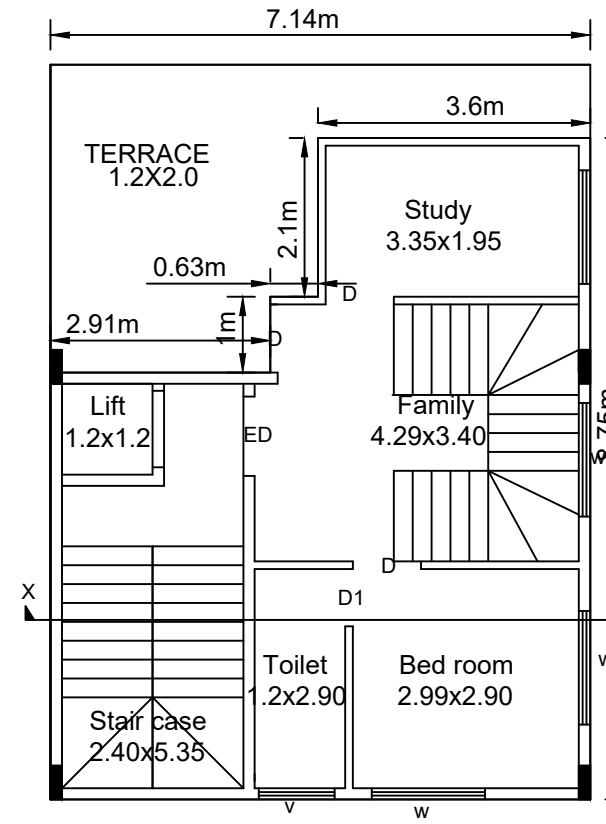 7.14m
3.6m
TERRACE
1.2X2.0
2.1m
Study
3.35x1.95
0.63m
D
2.91m
1m
D
Lift
1.2x1.2
ED
Family
4.29x3.40
8.75m
w
D
X
D1
Toilet
1.2x2.90
Bed room
2.99x2.90
w
Stair case
2.40x5.35
v
w